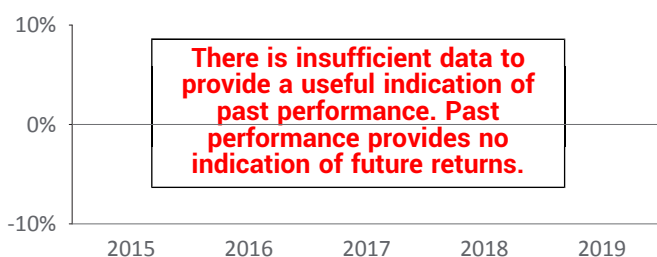 10%
There is insufficient data to
provide a useful indication of
past performance. Past
0%
performance provides no
indication of future returns.
-10%
2015 2016 2017 2018 2019